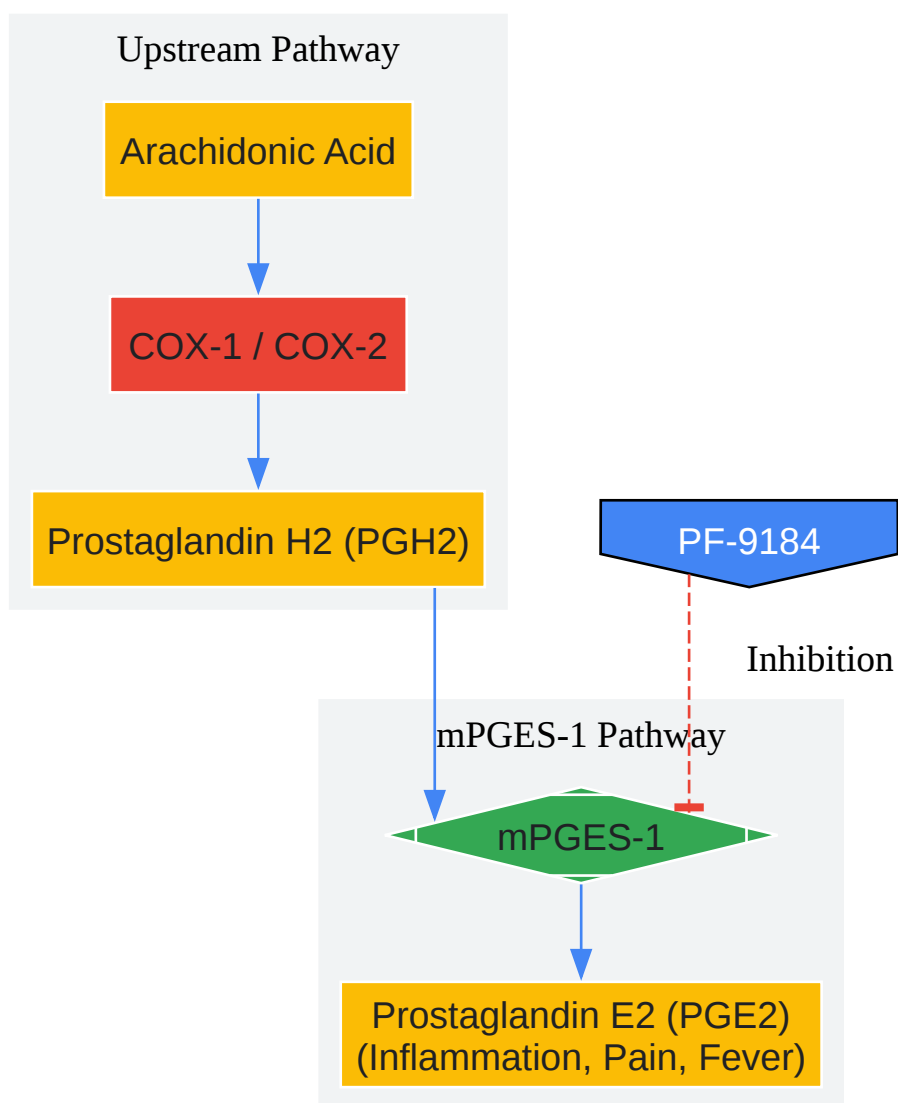 Upstream Pathway
Arachidonic Acid
COX-1 / COX-2
Prostaglandin H2 (PGH2)
PF-9184
Inhibition
mPGES-1 Pathway
mPGES-1
Prostaglandin E2 (PGE2)
(Inflammation, Pain, Fever)